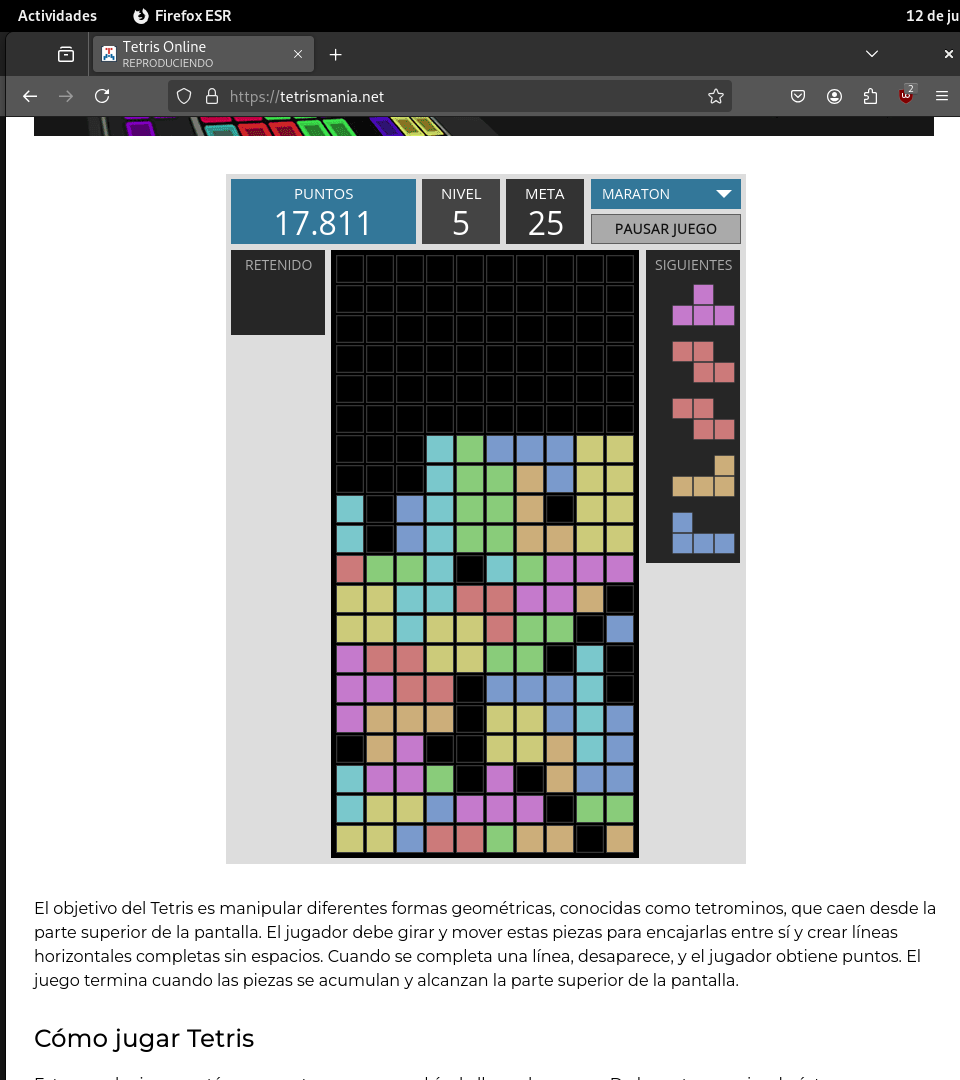 Actividades
Firefox ESR
12 de ju
Tetris Online
REPRODUCIENDO
https://tetrismania.net
2
PUNTOS
17.811
NIVEL
5
META
25
MARATON
PAUSAR JUEGO
RETENIDO
SIGUIENTES
El objetivo del Tetris es manipular diferentes formas geométricas, conocidas como tetrominos, que caen desde la
parte superior de la pantalla. El jugador debe girar y mover estas piezas para encajarlas entre sí y crear líneas
horizontales completas sin espacios. Cuando se completa una línea, desaparece, y el jugador obtiene puntos. El
juego termina cuando las piezas se acumulan y alcanzan la parte superior de la pantalla.
Cómo jugar Tetris